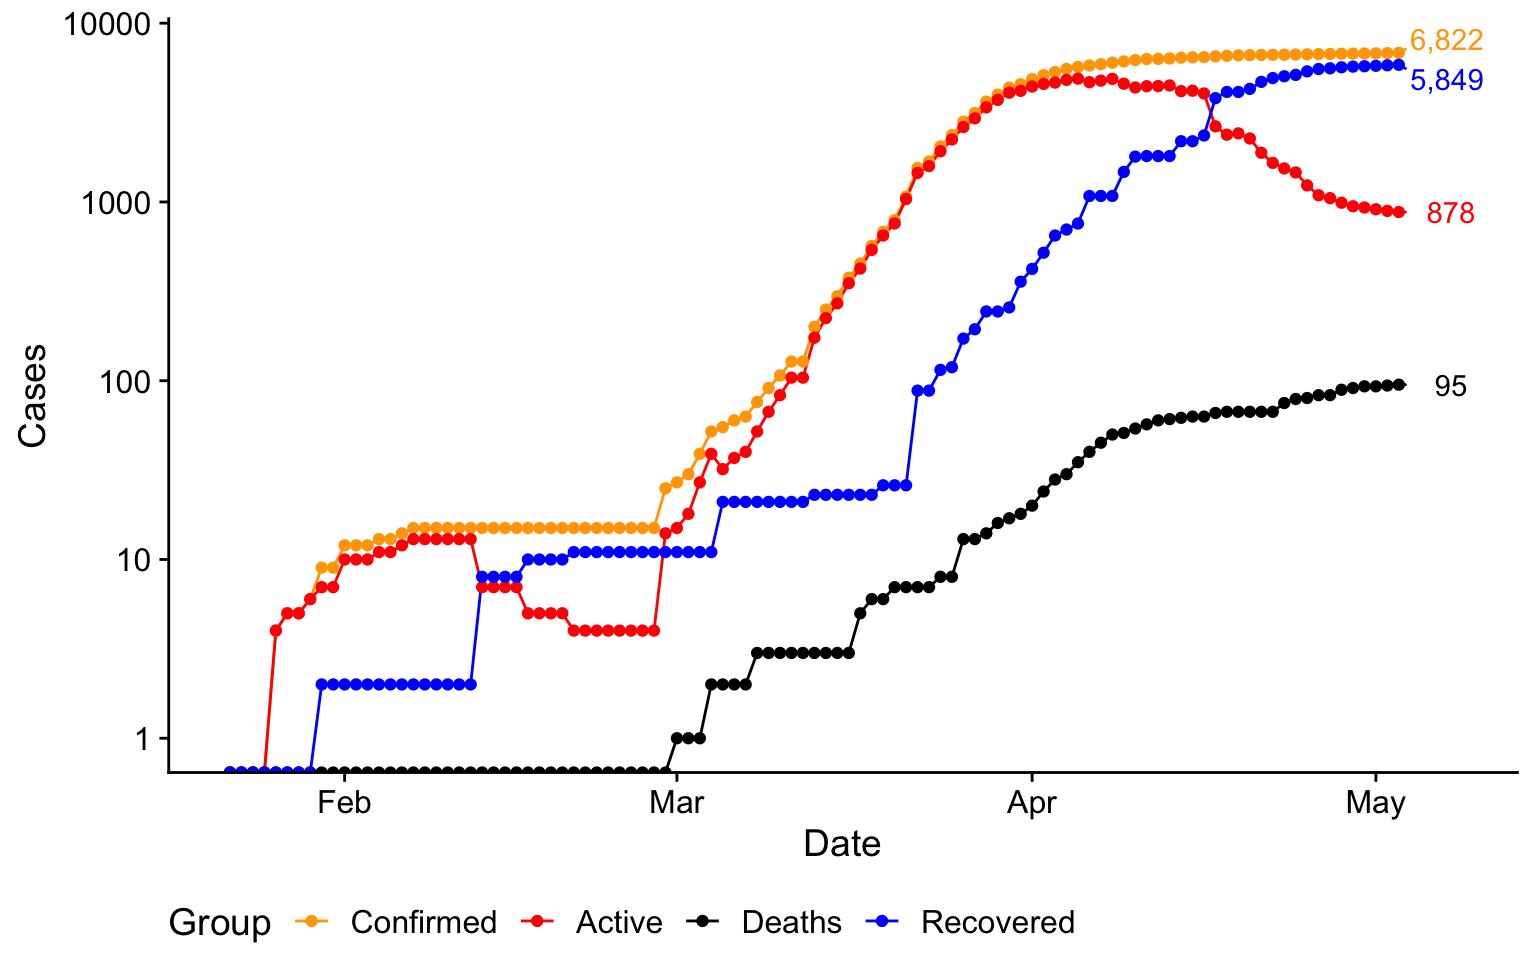 10000
1000
100
10
1
Cases
6,822
5,849
878
95
Feb Mar Apr May
Date
Group Confirmed Active Deaths Recovered